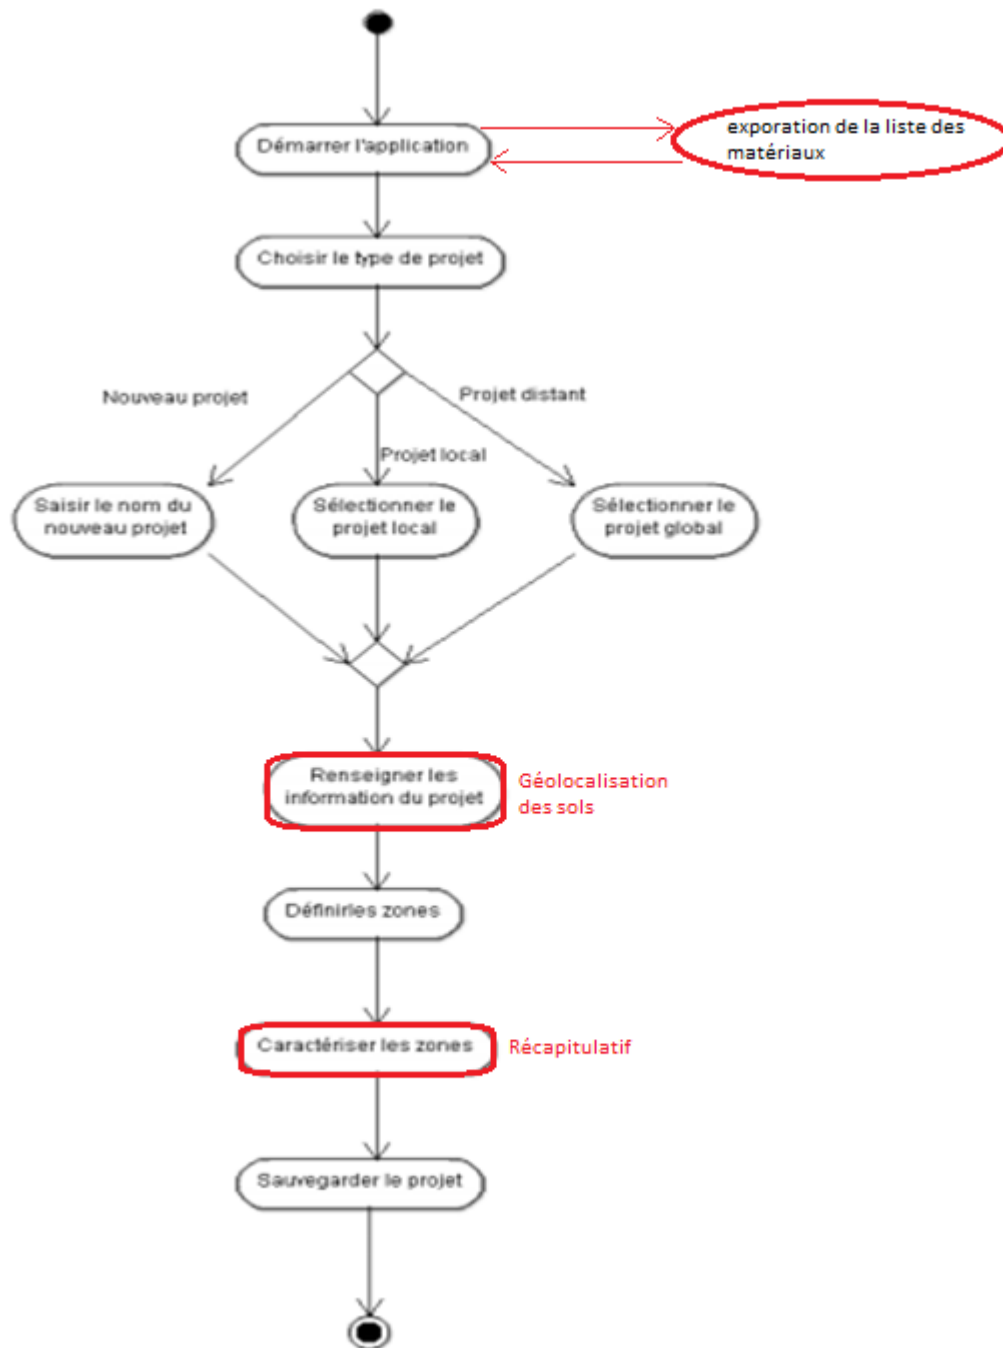 Démarrer l'application
exporation de la liste des
matériaux
Choisir le type de projet
Nouveau projet
Projet distant
Projet local
Saisir le nom du
nouveau projet
Sélectionner le
projet local
Sélectionner le
projet global
Renseigner les
information du projet
Géolocalisation
des sols
Définirles zones
Caractériser les zones
Récapitulatif
Sauvegarder le projet